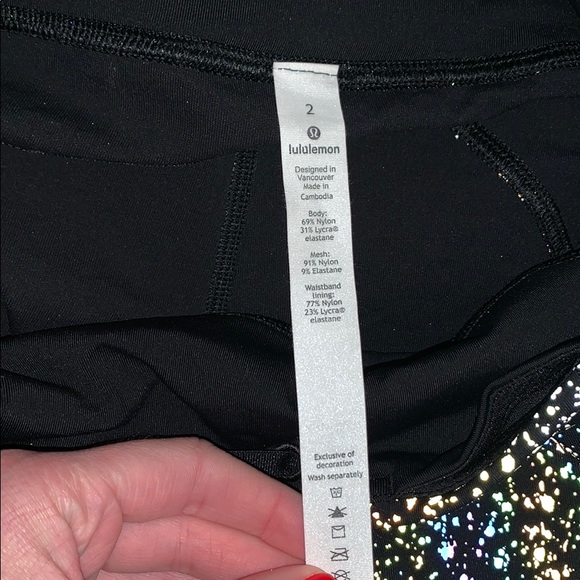 2
lululemon
Designed in
Vancouver
Made in
Cambodia
Body:
69% Nylon
31% Lycra®
elastane
Mesh:
91% Nylon
9% Elastane
Waistband
lining:
77% Nylon
23% Lycra®
elastane
Exclusive of
decoration
Wash separately